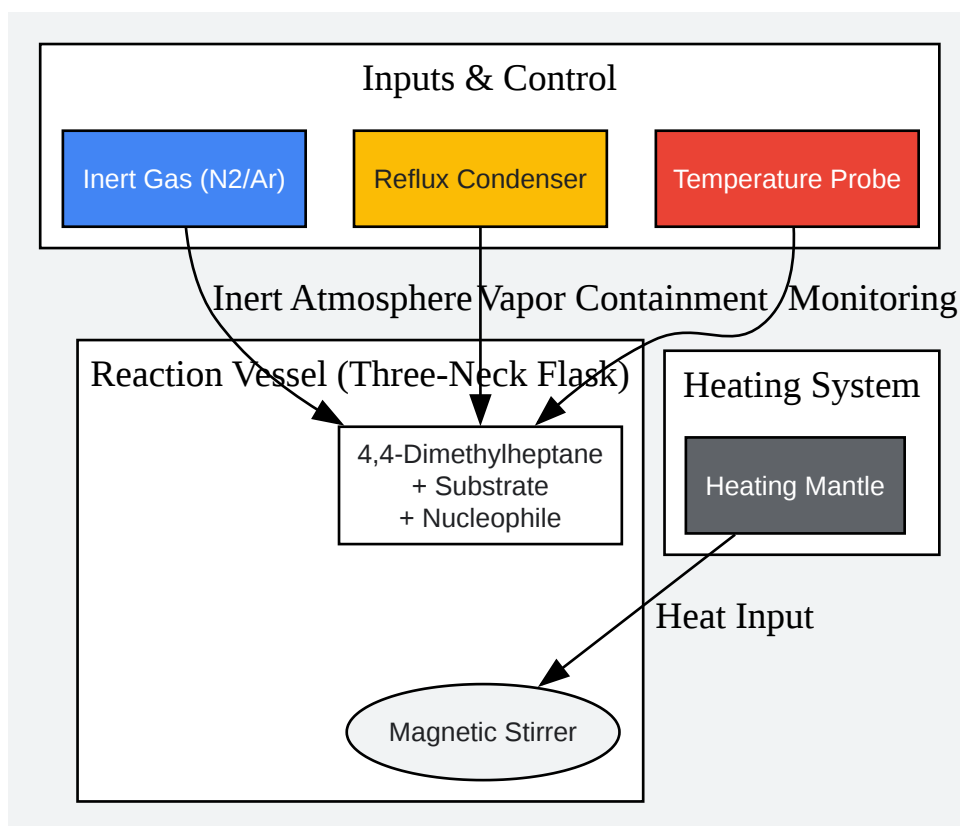 Inputs & Control
Inert Gas (N2/Ar)
Reflux Condenser
Temperature Probe
Inert Atmosphere
Vapor Containment
Monitoring
Reaction Vessel (Three-Neck Flask)
Heating System
4,4-Dimethylheptane
+ Substrate
+ Nucleophile
Heating Mantle
Heat Input
Magnetic Stirrer